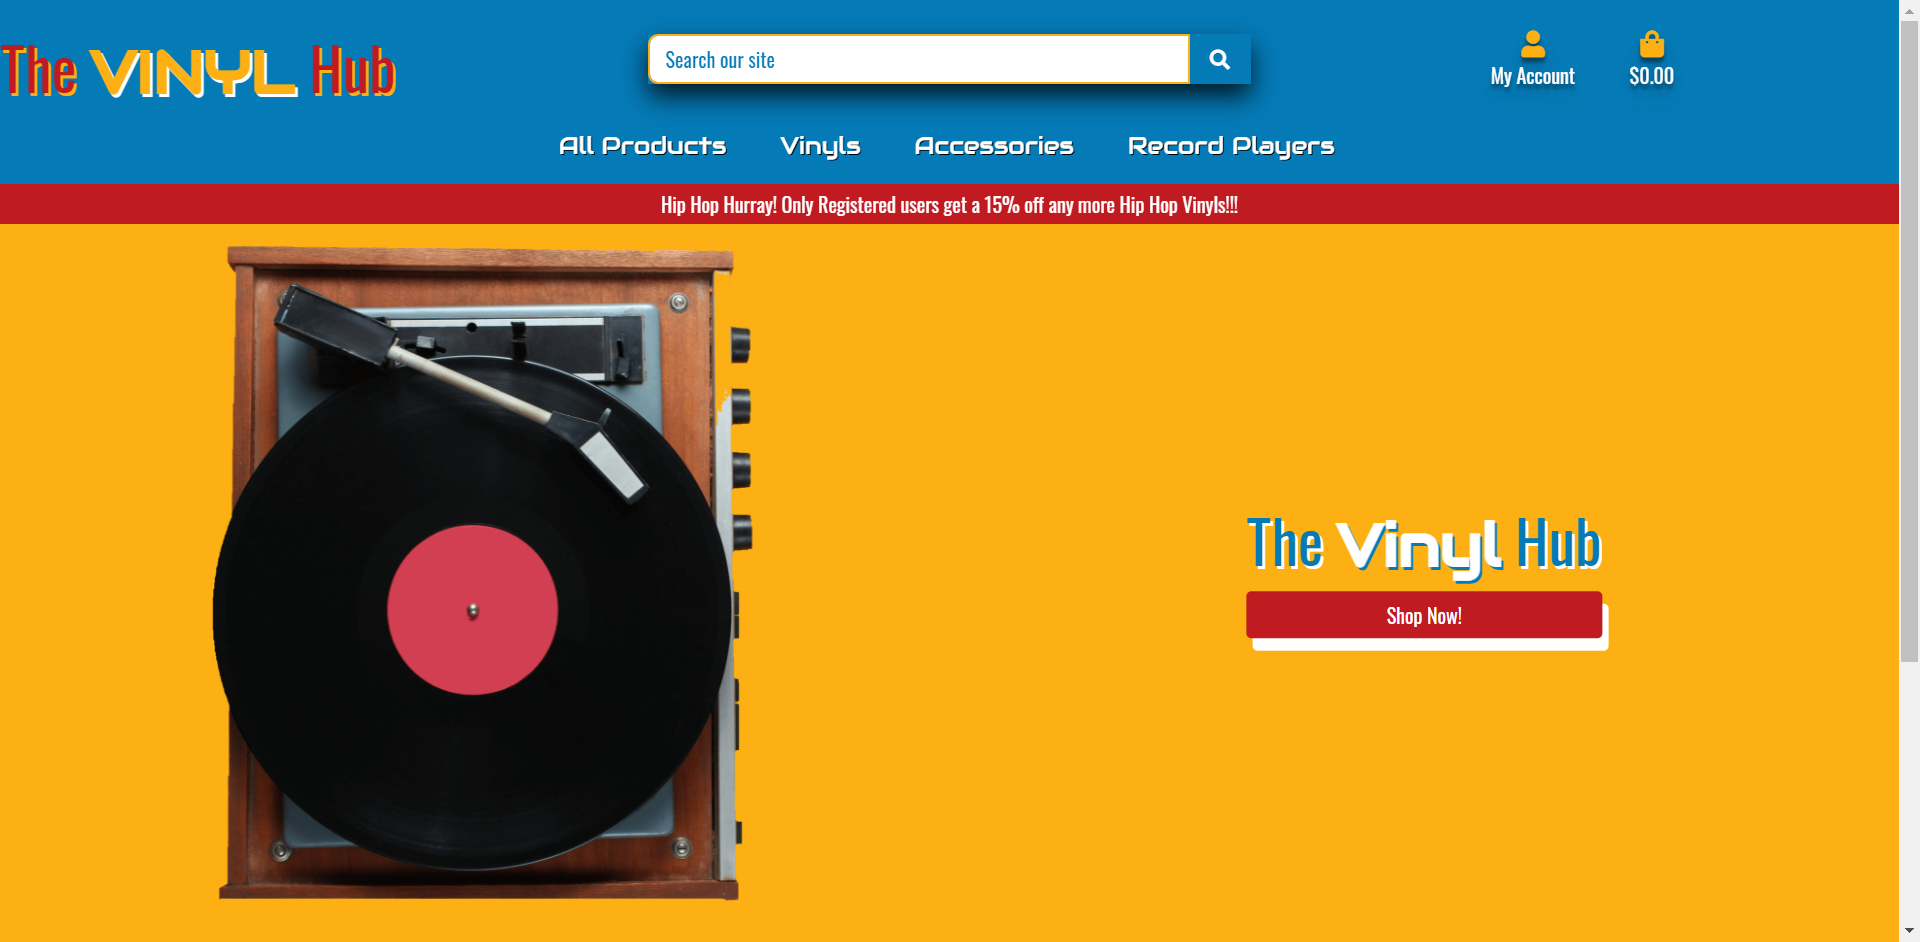 The VINYL Hub
Search our site
My Account
$0.00
All Products
Vinyls
Accessories
Record Players
Hip Hop Hurray! Only Registered users get a 15% off any more Hip Hop Vinyls!!!
The Vinyl Hub
Shop Now!